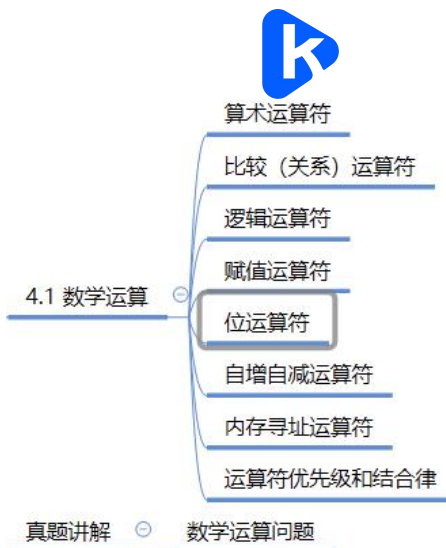 算术运算符
比较（关系）运算符
逻辑运算符
赋值运算符
4.1 数学运算
位运算符
自增自减运算符
内存寻址运算符
运算符优先级和结合律
真题讲解 数学运算问题